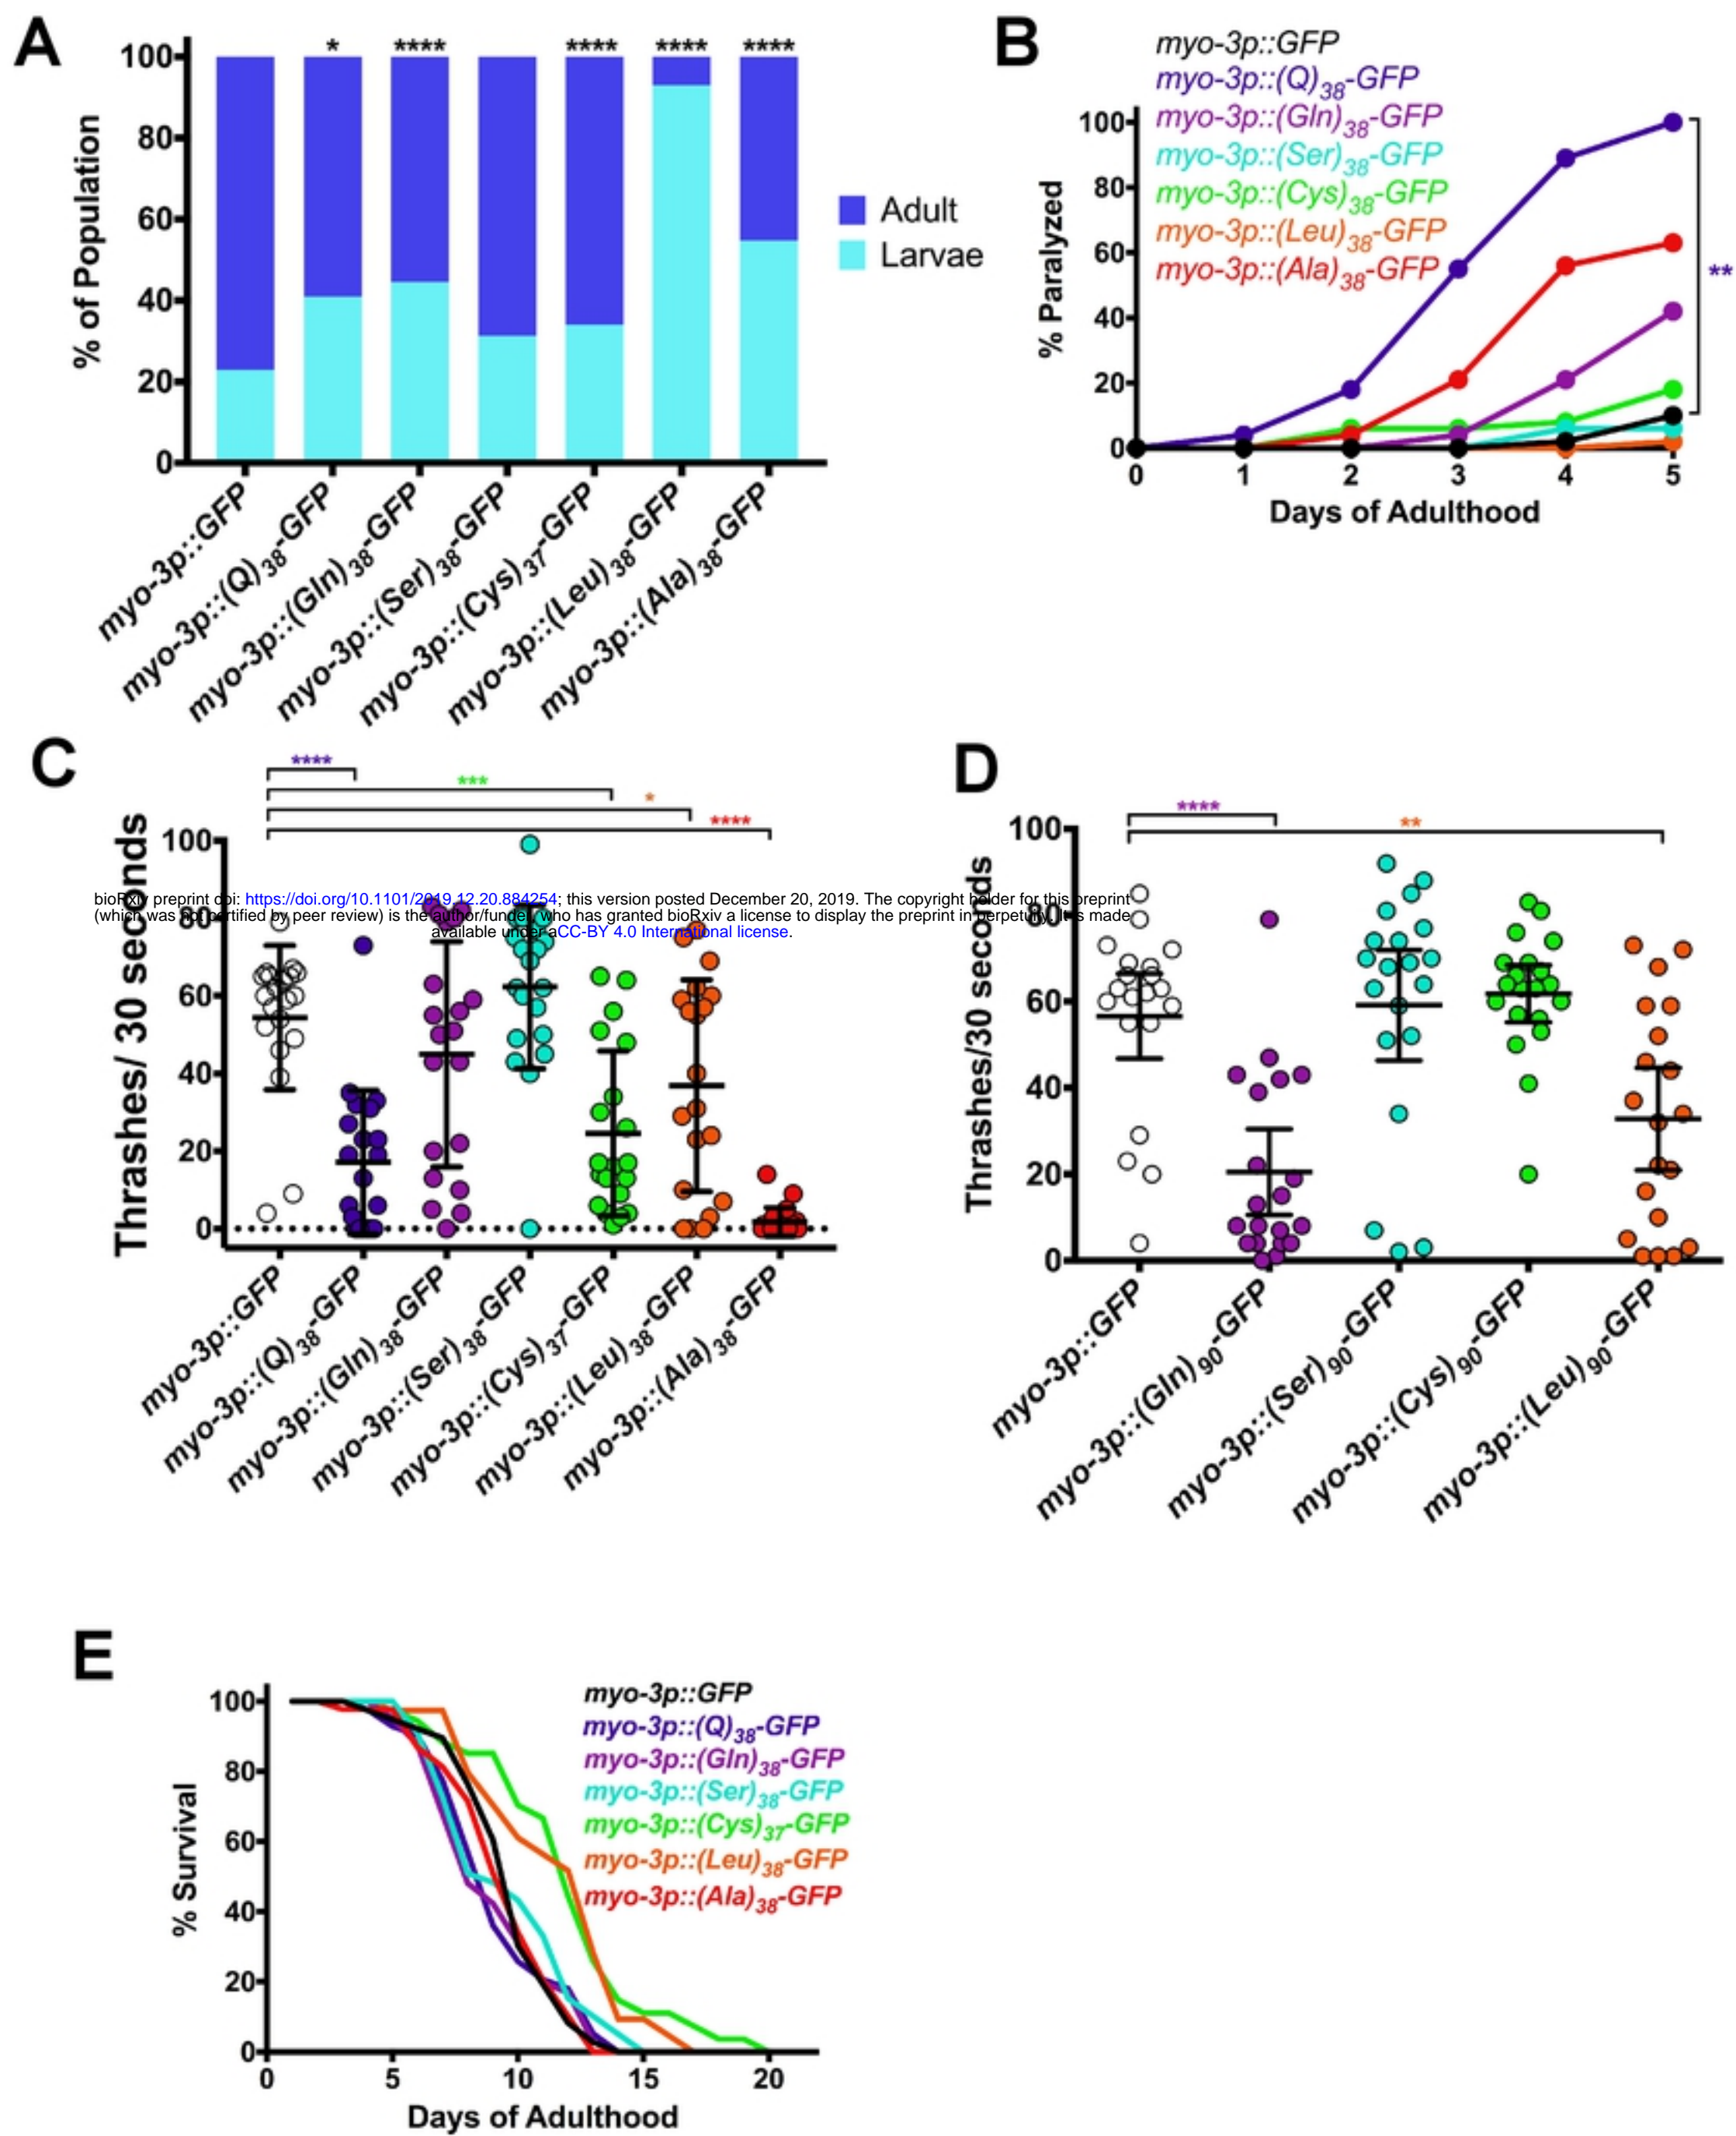 A
100
80
60
40
20
0
% of Population
* **** **** **** ****
Adult
Larvae
myo-3p::GFP
myo-3p::(Q)38-GFP
myo-3p::(Gln)38-GFP
myo-3p::(Ser)38-GFP
myo-3p::(Cys)37-GFP
myo-3p::(Leu)38-GFP
myo-3p::(Ala)38-GFP
B
myo-3p::GFP
myo-3p::(Q)38-GFP
myo-3p::(Gln)38-GFP
myo-3p::(Ser)38-GFP
myo-3p::(Cys)38-GFP
myo-3p::(Leu)38-GFP
myo-3p::(Ala)38-GFP
100
80
60
40
20
0
% Paralyzed
**
0 1 2 3 4 5
Days of Adulthood
C
****
***
*
****
100
80
60
40
20
0
Thrashes/ 30 seconds
bioRxiv preprint doi: https://doi.org/10.1101/2019.12.20.884254; this version posted December 20, 2019. The copyright holder for this preprint
(which was not certified by peer review) is the author/funder, who has granted bioRxiv a license to display the preprint in perpetuity. It is made
available under aCC-BY 4.0 International license.
myo-3p::GFP
myo-3p::(Q)38-GFP
myo-3p::(Gln)38-GFP
myo-3p::(Ser)38-GFP
myo-3p::(Cys)37-GFP
myo-3p::(Leu)38-GFP
myo-3p::(Ala)38-GFP
D
****
**
100
80
60
40
20
0
Thrashes/30 seconds
myo-3p::GFP
myo-3p::(Gln)90-GFP
myo-3p::(Ser)90-GFP
myo-3p::(Cys)90-GFP
myo-3p::(Leu)90-GFP
E
100
80
60
40
20
0
% Survival
myo-3p::GFP
myo-3p::(Q)38-GFP
myo-3p::(Gln)38-GFP
myo-3p::(Ser)38-GFP
myo-3p::(Cys)37-GFP
myo-3p::(Leu)38-GFP
myo-3p::(Ala)38-GFP
0 5 10 15 20
Days of Adulthood